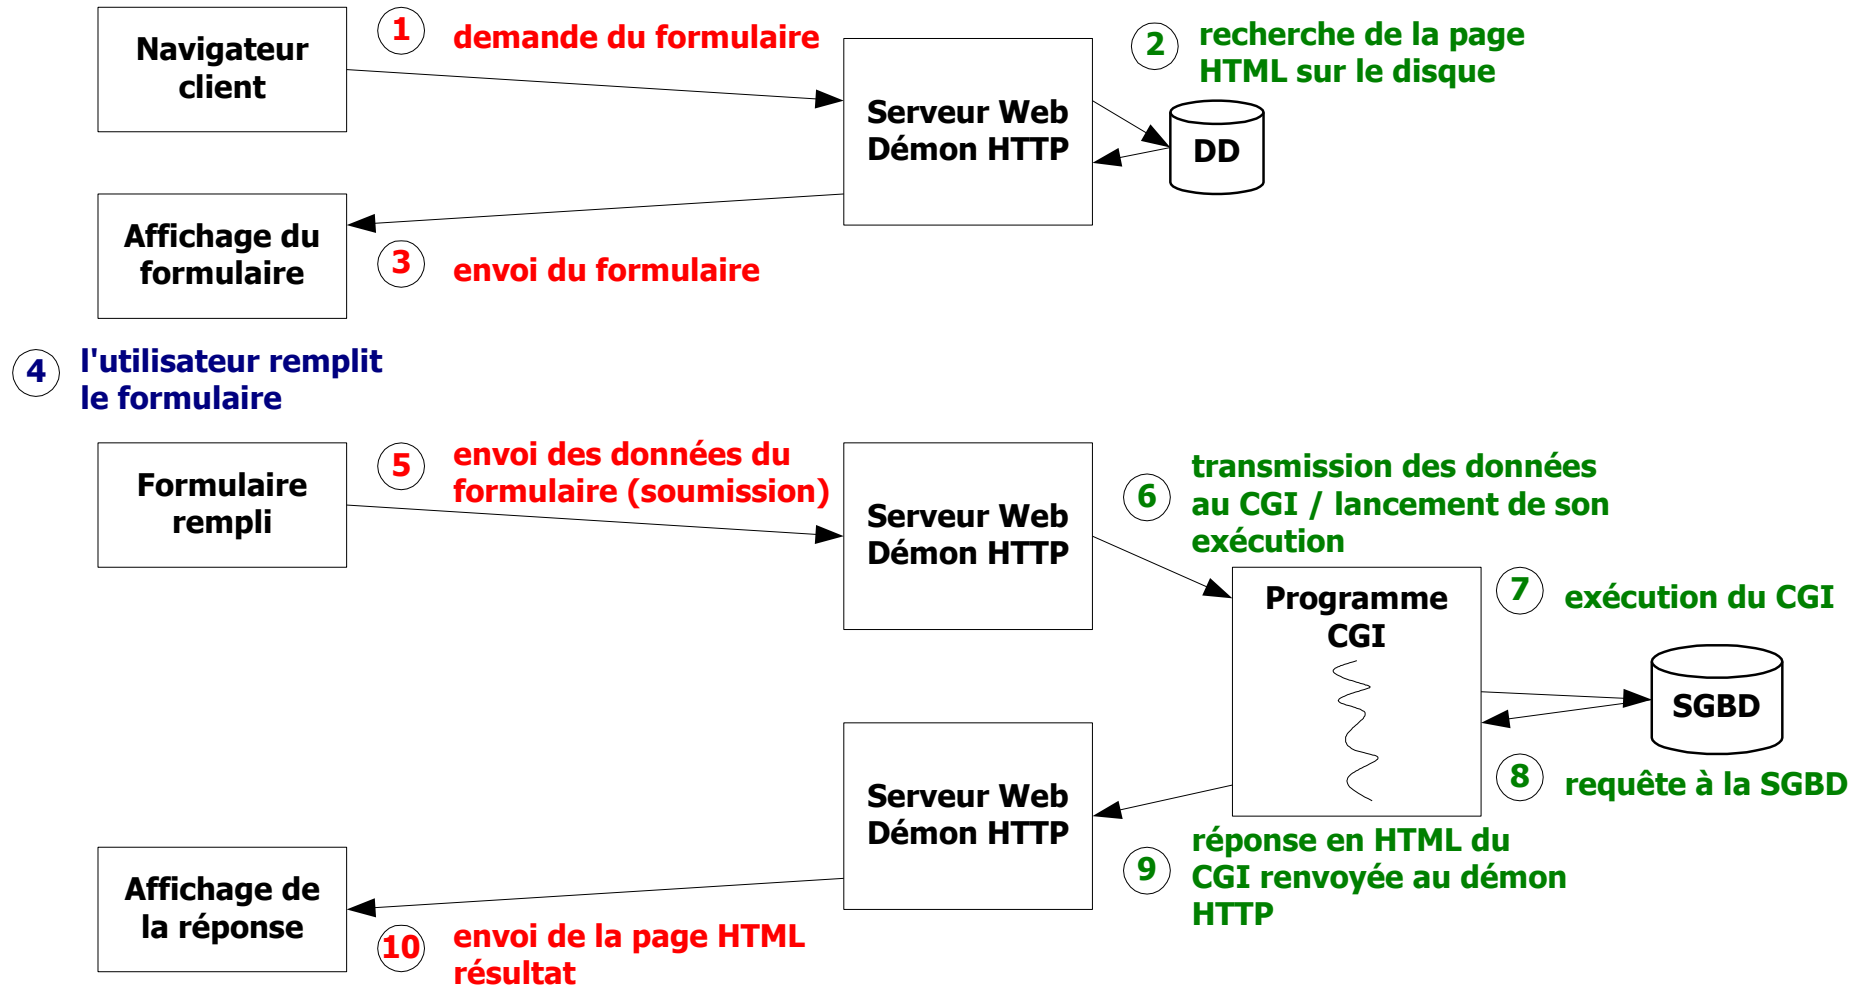 Navigateur
client
1
demande du formulaire
Serveur Web
Démon HTTP
2
recherche de la page
HTML sur le disque
DD
Affichage du
formulaire
3
envoi du formulaire
4
l'utilisateur remplit
le formulaire
Formulaire
rempli
5
envoi des données du
formulaire (soumission)
Serveur Web
Démon HTTP
6
transmission des données
au CGI / lancement de son
exécution
Programme
CGI
7
exécution du CGI
SGBD
8
requête à la SGBD
Serveur Web
Démon HTTP
9
réponse en HTML du
CGI renvoyée au démon
HTTP
Affichage de
la réponse
10
envoi de la page HTML
résultat